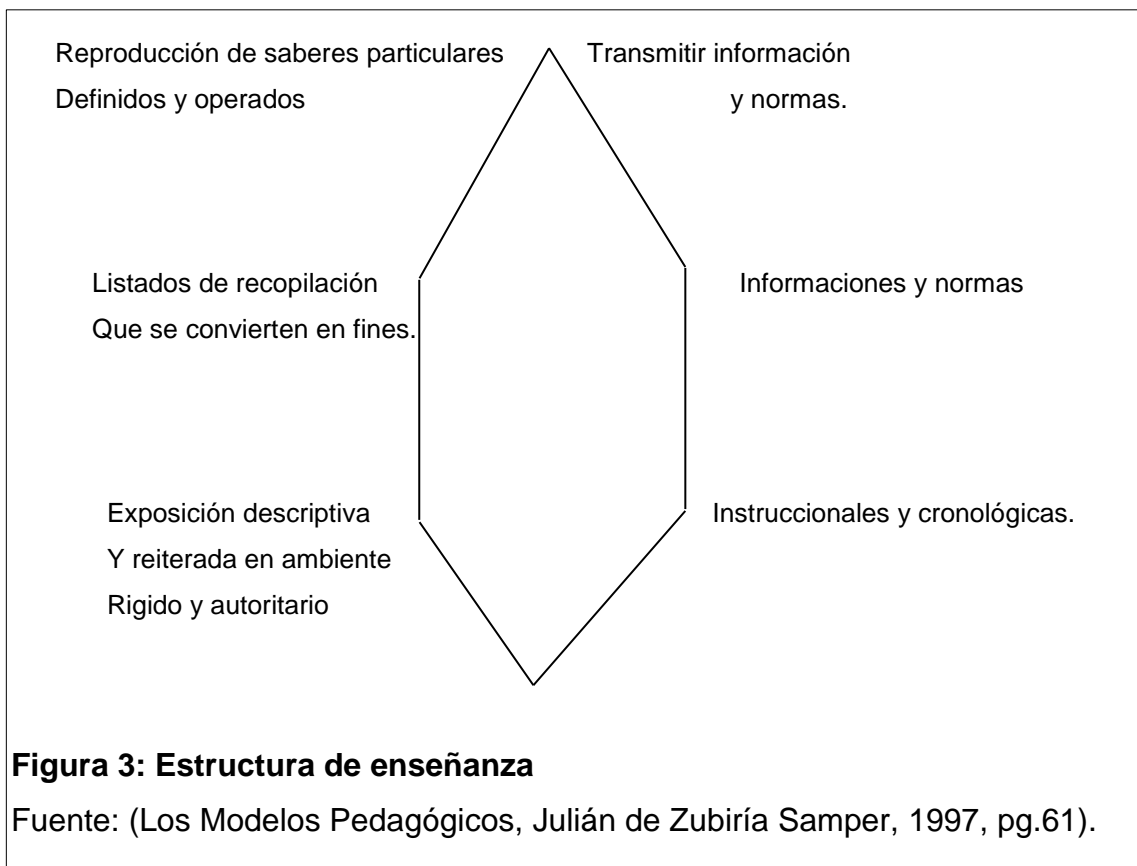 Reproducción de saberes particulares
Definidos y operados
Transmitir información
y normas.
Listados de recopilación
Que se convierten en fines.
Informaciones y normas
Exposición descriptiva
Y reiterada en ambiente
Rigido y autoritario
Instruccionales y cronológicas.
Figura 3: Estructura de enseñanza
Fuente: (Los Modelos Pedagógicos, Julián de Zubiría Samper, 1997, pg.61).